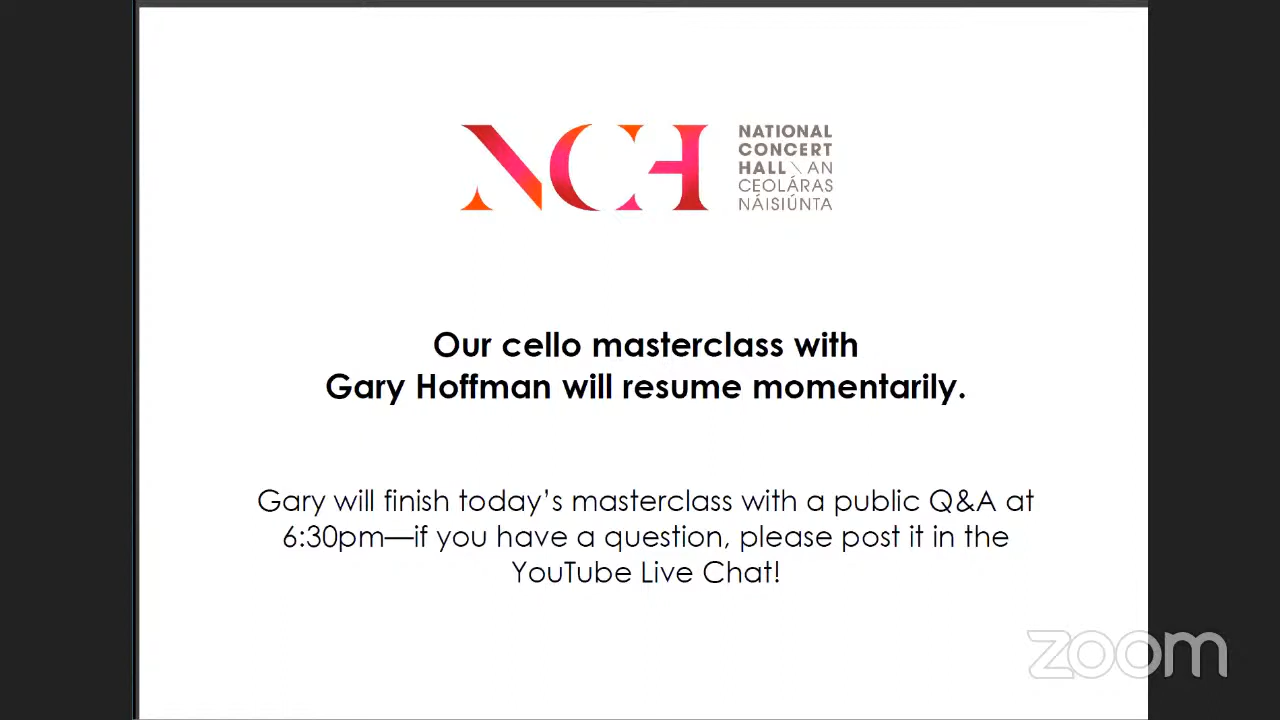 NCH
NATIONAL
CONCERT
HALL \ AN
CEOLÁRAS
NÁISIÚNTA
Our cello masterclass with
Gary Hoffman will resume momentarily.
Gary will finish today’s masterclass with a public Q&A at
6:30pm—if you have a question, please post it in the
YouTube Live Chat!
zoom